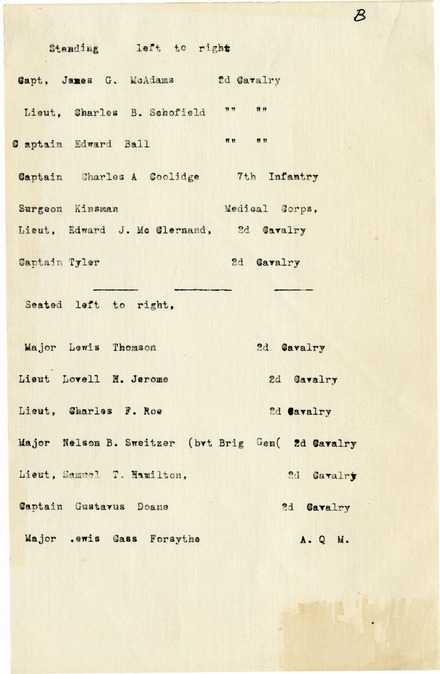 B
Standing left to right
Capt, James G. McAdams 2d Cavalry
Lieut, Charles B. Schofield "" ""
C aptain Edward Ball "" ""
Captain Charles A Coolidge 7th Infantry
Surgeon Kinsman Medical Corps,
Lieut, Edward J. Mc Clernand, 2d Cavalry
Captain Tyler 2d Cavalry
Seated left to right,
Major Lewis Thomson 2d Cavalry
Lieut Lovell H. Jerome 2d Cavalry
Lieut, Charles F. Roe 2d Cavalry
Major Nelson B. Sweitzer (bvt Brig Gen( 2d Cavalry
Lieut, Samuel T. Hamilton, 2d Cavalry
Captain Gustavus Doane 2d Cavalry
Major .ewis Cass Forsythe A. Q M.